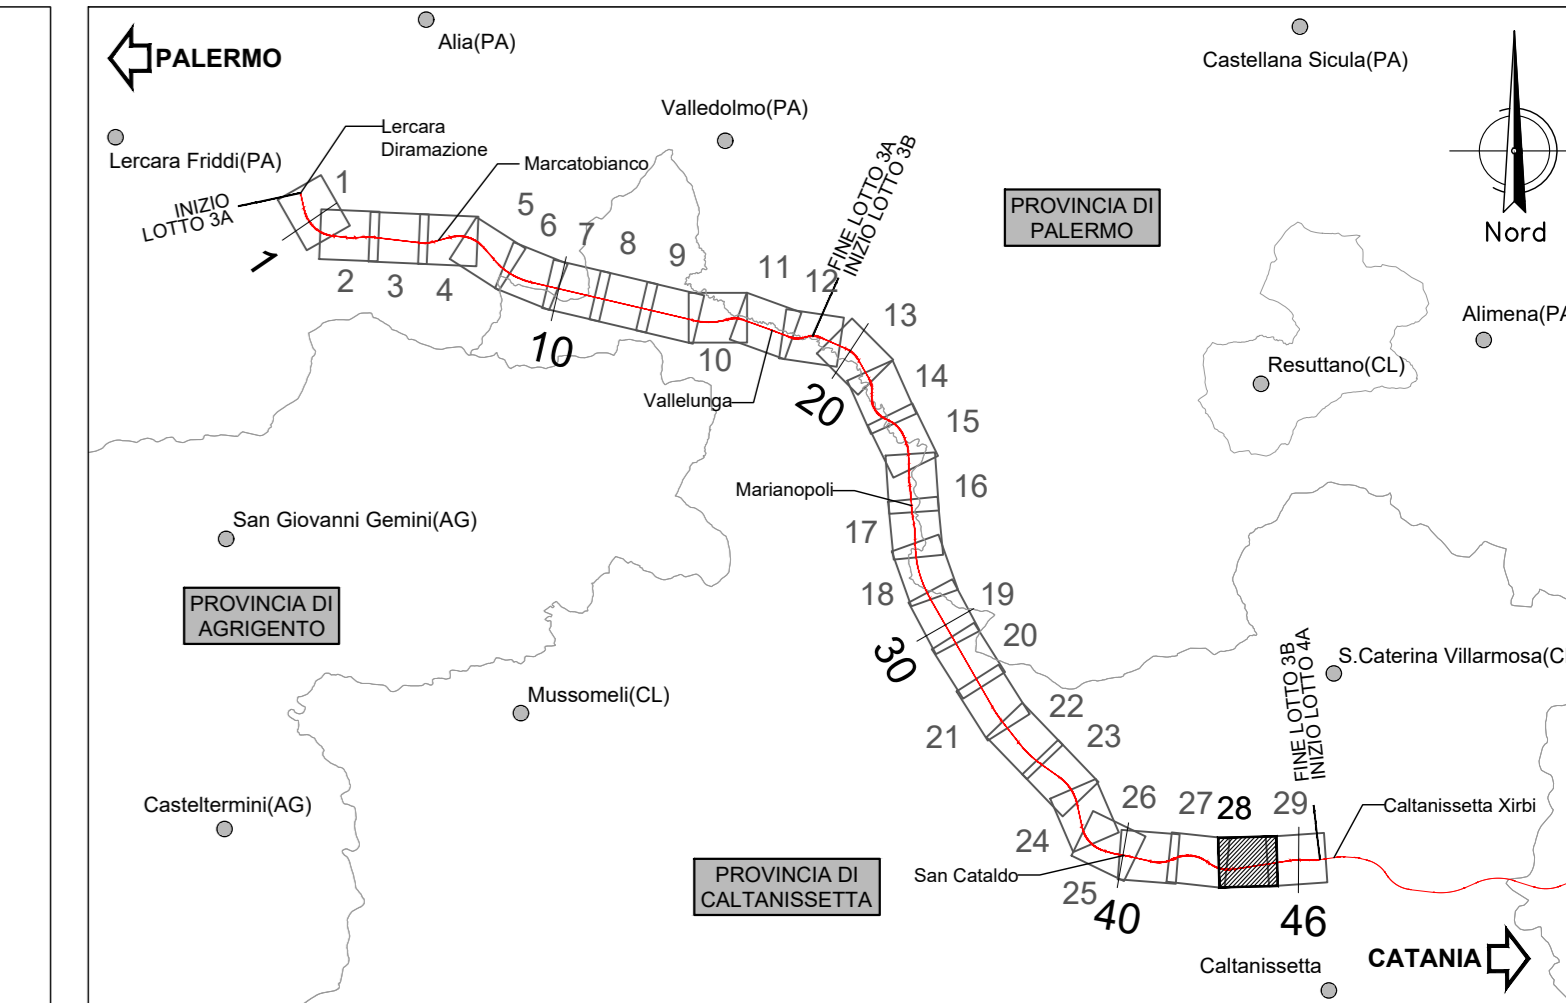 PALERMO
Alia(PA)
Castellana Sicula(PA)
Valledolmo(PA)
Lercara
Diramazione
Lercara Friddi(PA)
Marcatobianco
INIZIO
LOTTO 3A
FINE LOTTO 3A
INIZIO LOTTO 3B
PROVINCIA DI
PALERMO
Nord
1
1
2
3
4
5
6
7
8
9
10
10
11
12
13
14
15
20
Vallelunga
Alimena(PA
Resuttano(CL)
Marianopoli
16
17
San Giovanni Gemini(AG)
PROVINCIA DI
AGRIGENTO
18
19
20
30
Mussomeli(CL)
21
22
23
FINE LOTTO 3B
INIZIO LOTTO 4A
S.Caterina Villarmosa(C
Casteltermini(AG)
24
25
26
27
28
29
Caltanissetta Xirbi
San Cataldo
PROVINCIA DI
CALTANISSETTA
40
46
Caltanissetta
CATANIA